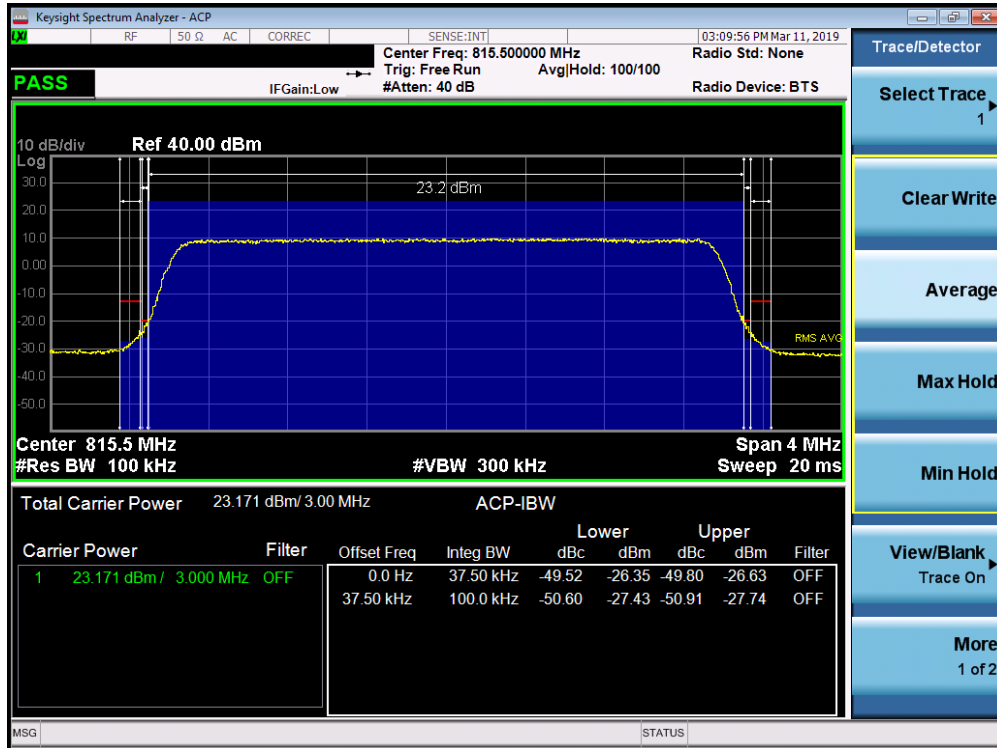 Keysight Spectrum Analyzer - ACP
LXI RF 50 Ω AC CORREC SENSE:INT 03:09:56 PM Mar 11, 2019
Center Freq: 815.500000 MHz Radio Std: None
Trig: Free Run Avg|Hold: 100/100
PASS IFGain:Low #Atten: 40 dB Radio Device: BTS
10 dB/div Ref 40.00 dBm
Log
30.0
23.2 dBm
20.0
10.0
0.00
-10.0
-20.0
-30.0
RMS AVG
-40.0
-50.0
Center 815.5 MHz Span 4 MHz
#Res BW 100 kHz #VBW 300 kHz Sweep 20 ms
Total Carrier Power 23.171 dBm/ 3.00 MHz ACP-IBW
Lower Upper
Carrier Power Filter Offset Freq Integ BW dBc dBm dBc dBm Filter
1 23.171 dBm / 3.000 MHz OFF 0.0 Hz 37.50 kHz -49.52 -26.35 -49.80 -26.63 OFF
37.50 kHz 100.0 kHz -50.60 -27.43 -50.91 -27.74 OFF
MSG STATUS
Trace/Detector
Select Trace
1
Clear Write
Average
Max Hold
Min Hold
View/Blank
Trace On
More
1 of 2